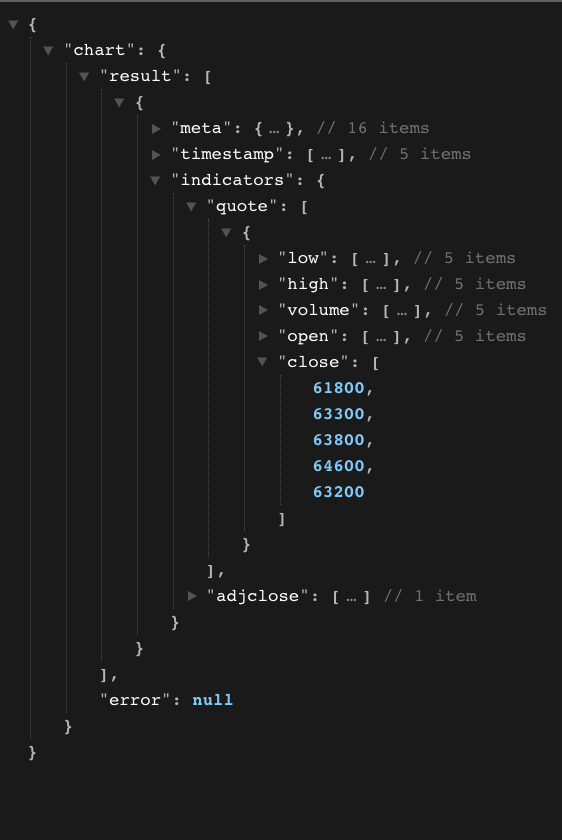 ▼ {
▼ "chart": {
▼ "result": [
▼ {
▶ "meta": { … }, // 16 items
▶ "timestamp": [ … ], // 5 items
▼ "indicators": {
▼ "quote": [
▼ {
▶ "low": [ … ], // 5 items
▶ "high": [ … ], // 5 items
▶ "volume": [ … ], // 5 items
▶ "open": [ … ], // 5 items
▼ "close": [
61800,
63300,
63800,
64600,
63200
]
}
],
▶ "adjclose": [ … ] // 1 item
}
}
],
"error": null
}
}